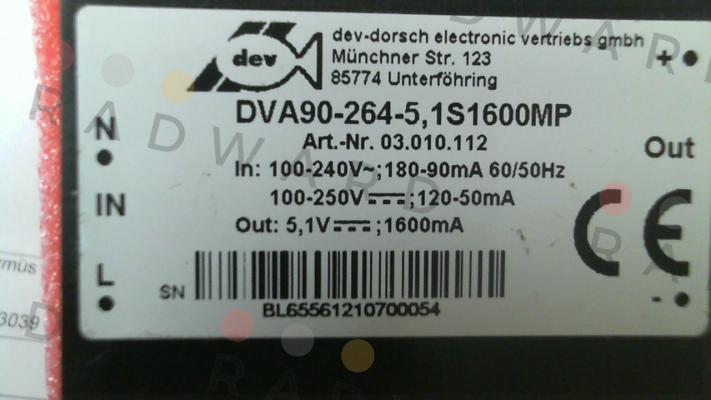 dev
dev-dorsch electronic vertriebs gmbh
Münchner Str. 123
85774 Unterföhring
+
DVA90-264-5,1S1600MP
N
Art.-Nr. 03.010.112
Out
In: 100-240V~;180-90mA 60/50Hz
IN
100-250V⎓;120-50mA
CE
Out: 5,1V⎓;1600mA
L
SN
BL65561210700054
-
3039
RADWARD
RADWARD